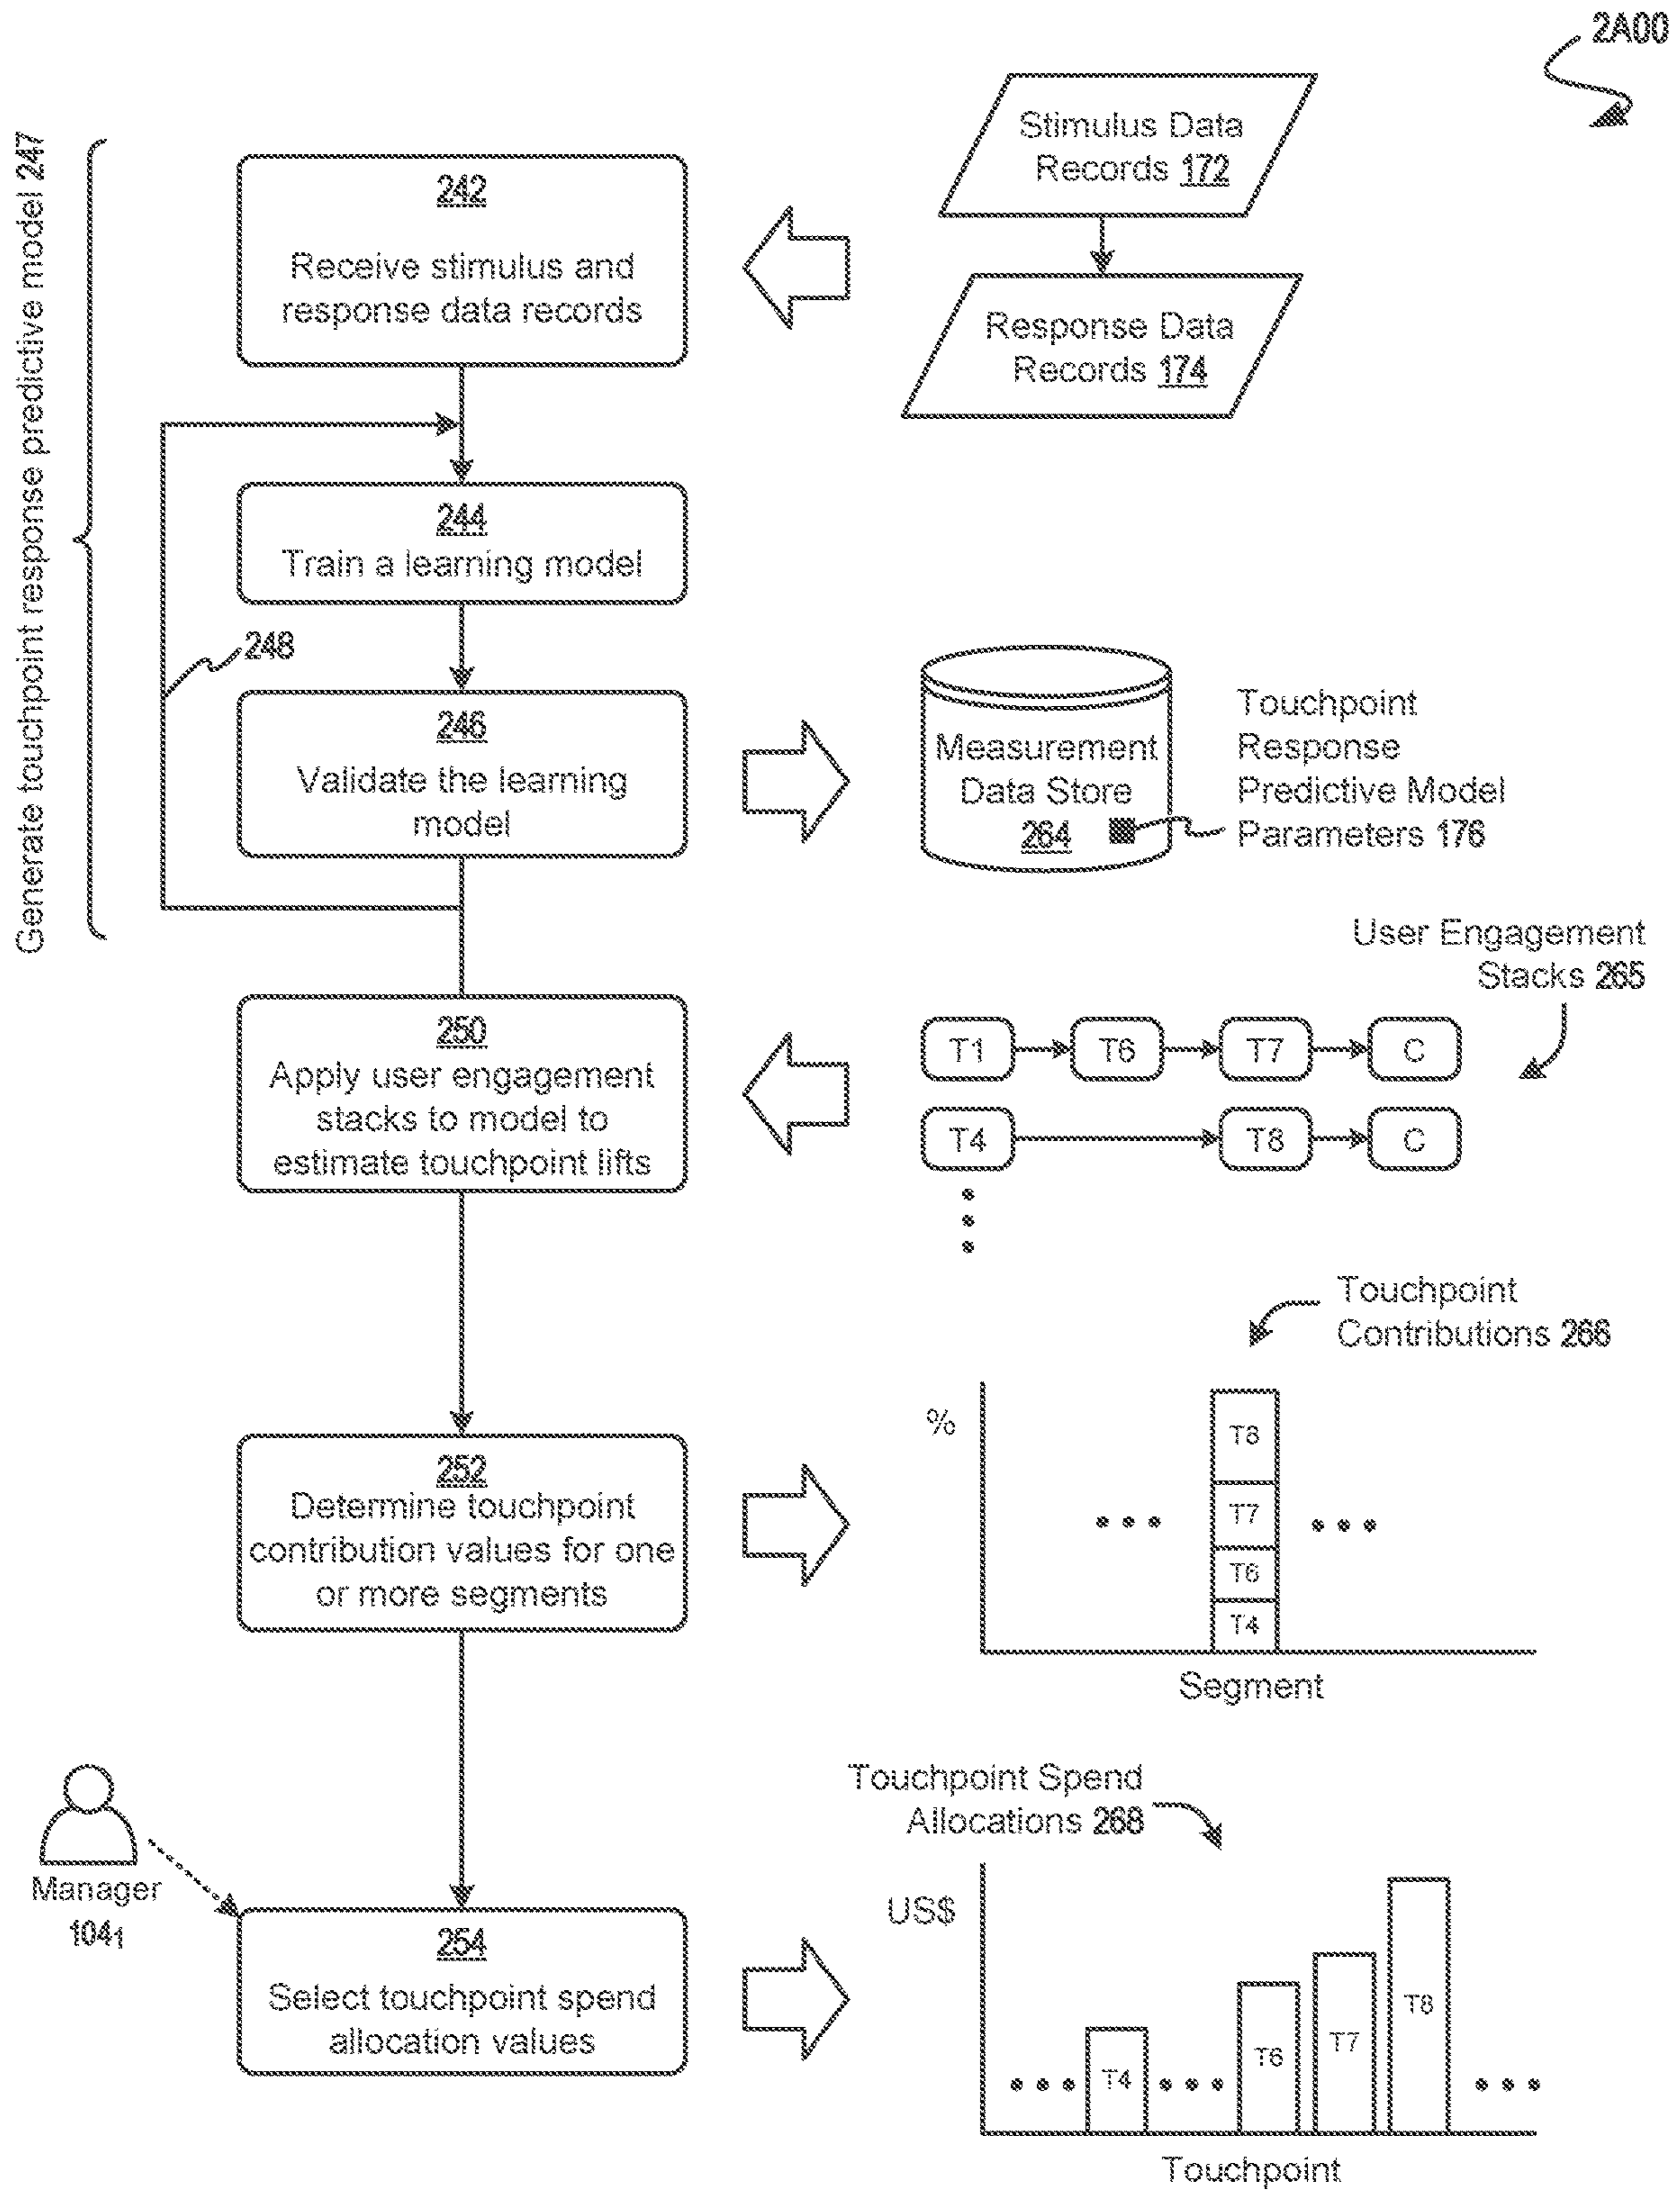 2A00
Generate touchpoint response predictive model 247
Stimulus Data
Records 172
242
Receive stimulus and
response data records
Response Data
Records 174
244
Train a learning model
248
246
Validate the learning
model
Measurement
Data Store
264
Touchpoint
Response
Predictive Model
Parameters 176
User Engagement
Stacks 265
250
Apply user engagement
stacks to model to
estimate touchpoint lifts
T1 T6 T7 C
T4 T8 C
Touchpoint
Contributions 266
252
Determine touchpoint
contribution values for one
or more segments
%
T8
T7
T6
T4
Segment
Manager
104₁
Touchpoint Spend
Allocations 268
254
Select touchpoint spend
allocation values
US$
T4 T6 T7 T8
Touchpoint